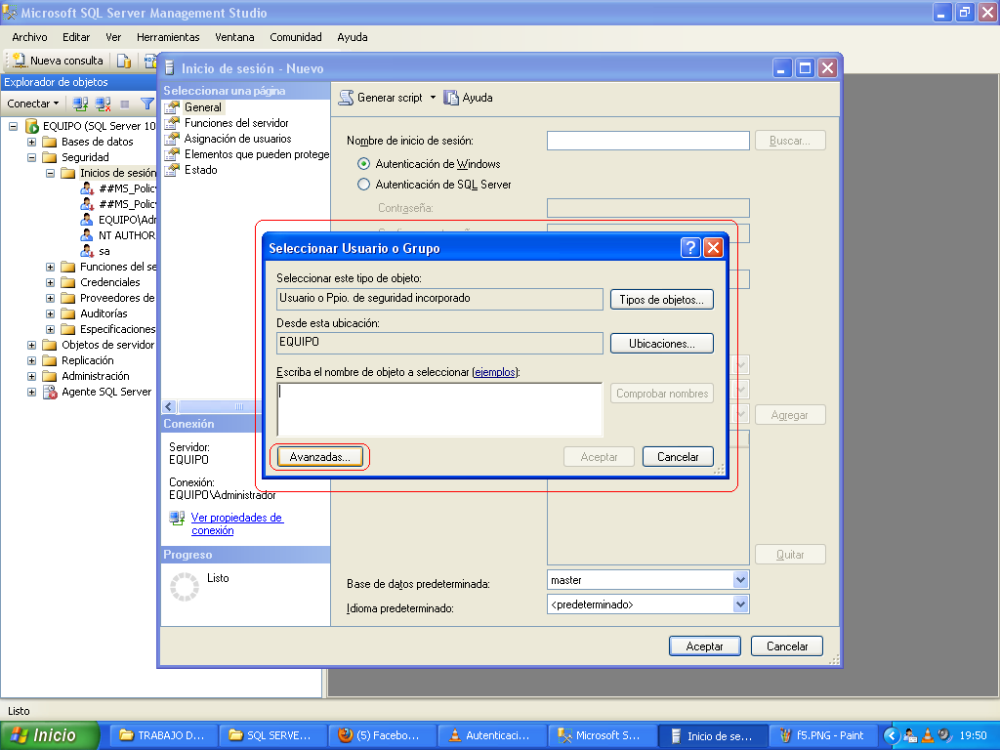 Microsoft SQL Server Management Studio
Archivo Editar Ver Herramientas Ventana Comunidad Ayuda
Nueva consulta
Explorador de objetos
Conectar
EQUIPO (SQL Server 10
Bases de datos
Seguridad
Inicios de sesión
##MS_Polic
##MS_Polic
EQUIPO\Adm
NT AUTHOR
sa
Funciones del se
Credenciales
Proveedores de
Auditorías
Especificaciones
Objetos de servidor
Replicación
Administración
Agente SQL Server
Inicio de sesión - Nuevo
Seleccionar una página
General
Funciones del servidor
Asignación de usuarios
Elementos que pueden protege
Estado
Conexión
Servidor:
EQUIPO
Conexión:
EQUIPO\Administrador
Ver propiedades de
conexión
Progreso
Listo
Generar script Ayuda
Nombre de inicio de sesión: Buscar...
Autenticación de Windows
Autenticación de SQL Server
Contraseña:
Agregar
Quitar
Base de datos predeterminada: master
Idioma predeterminado: <predeterminado>
Aceptar Cancelar
Seleccionar Usuario o Grupo
Seleccionar este tipo de objeto:
Usuario o Ppio. de seguridad incorporado Tipos de objetos...
Desde esta ubicación:
EQUIPO Ubicaciones...
Escriba el nombre de objeto a seleccionar (ejemplos):
Comprobar nombres
Avanzadas... Aceptar Cancelar
Listo
Inicio TRABAJO D... SQL SERVE... (5) Facebo... Autenticaci... Microsoft S... Inicio de se... f5.PNG - Paint 19:50